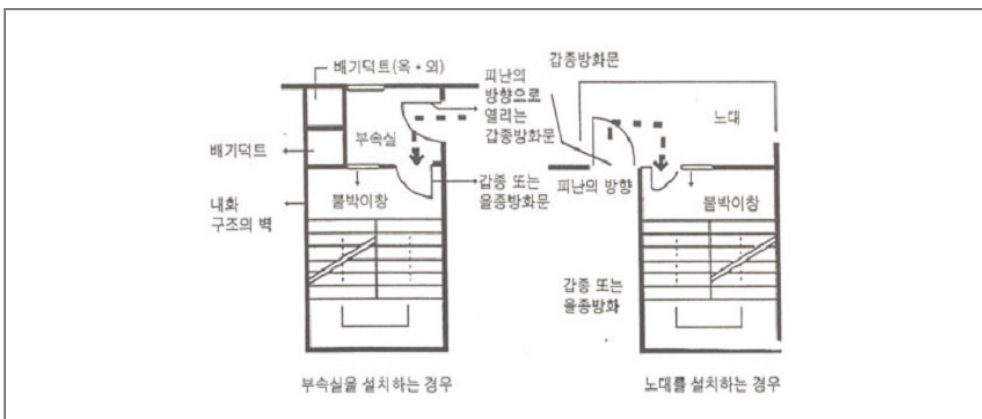 배기덕트(옥•외)
부속실
배기덕트
내화
구조의 벽
붙박이창
피난의
방향으로
열리는
갑종방화문
갑종 또는
을종방화문
부속실을 설치하는 경우
갑종방화문
노대
피난의 방향
붙박이창
갑종 또는
을종방화
노대를 설치하는 경우